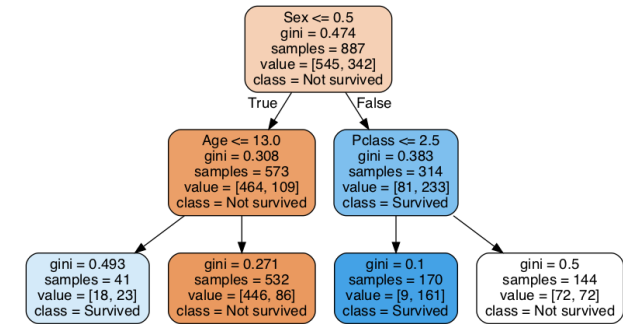 Sex <= 0.5
gini = 0.474
samples = 887
value = [545, 342]
class = Not survived
True
False
Age <= 13.0
gini = 0.308
samples = 573
value = [464, 109]
class = Not survived
Pclass <= 2.5
gini = 0.383
samples = 314
value = [81, 233]
class = Survived
gini = 0.493
samples = 41
value = [18, 23]
class = Survived
gini = 0.271
samples = 532
value = [446, 86]
class = Not survived
gini = 0.1
samples = 170
value = [9, 161]
class = Survived
gini = 0.5
samples = 144
value = [72, 72]
class = Not survived